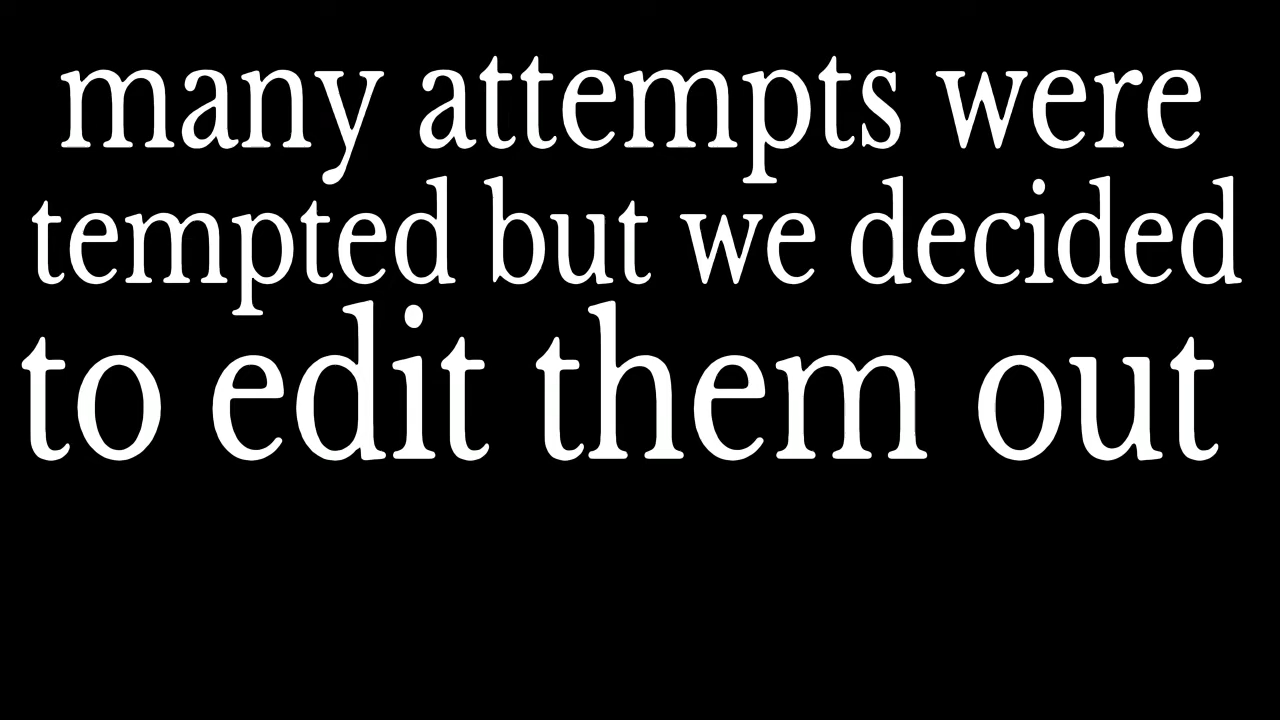 many attempts were
tempted but we decided
to edit them out